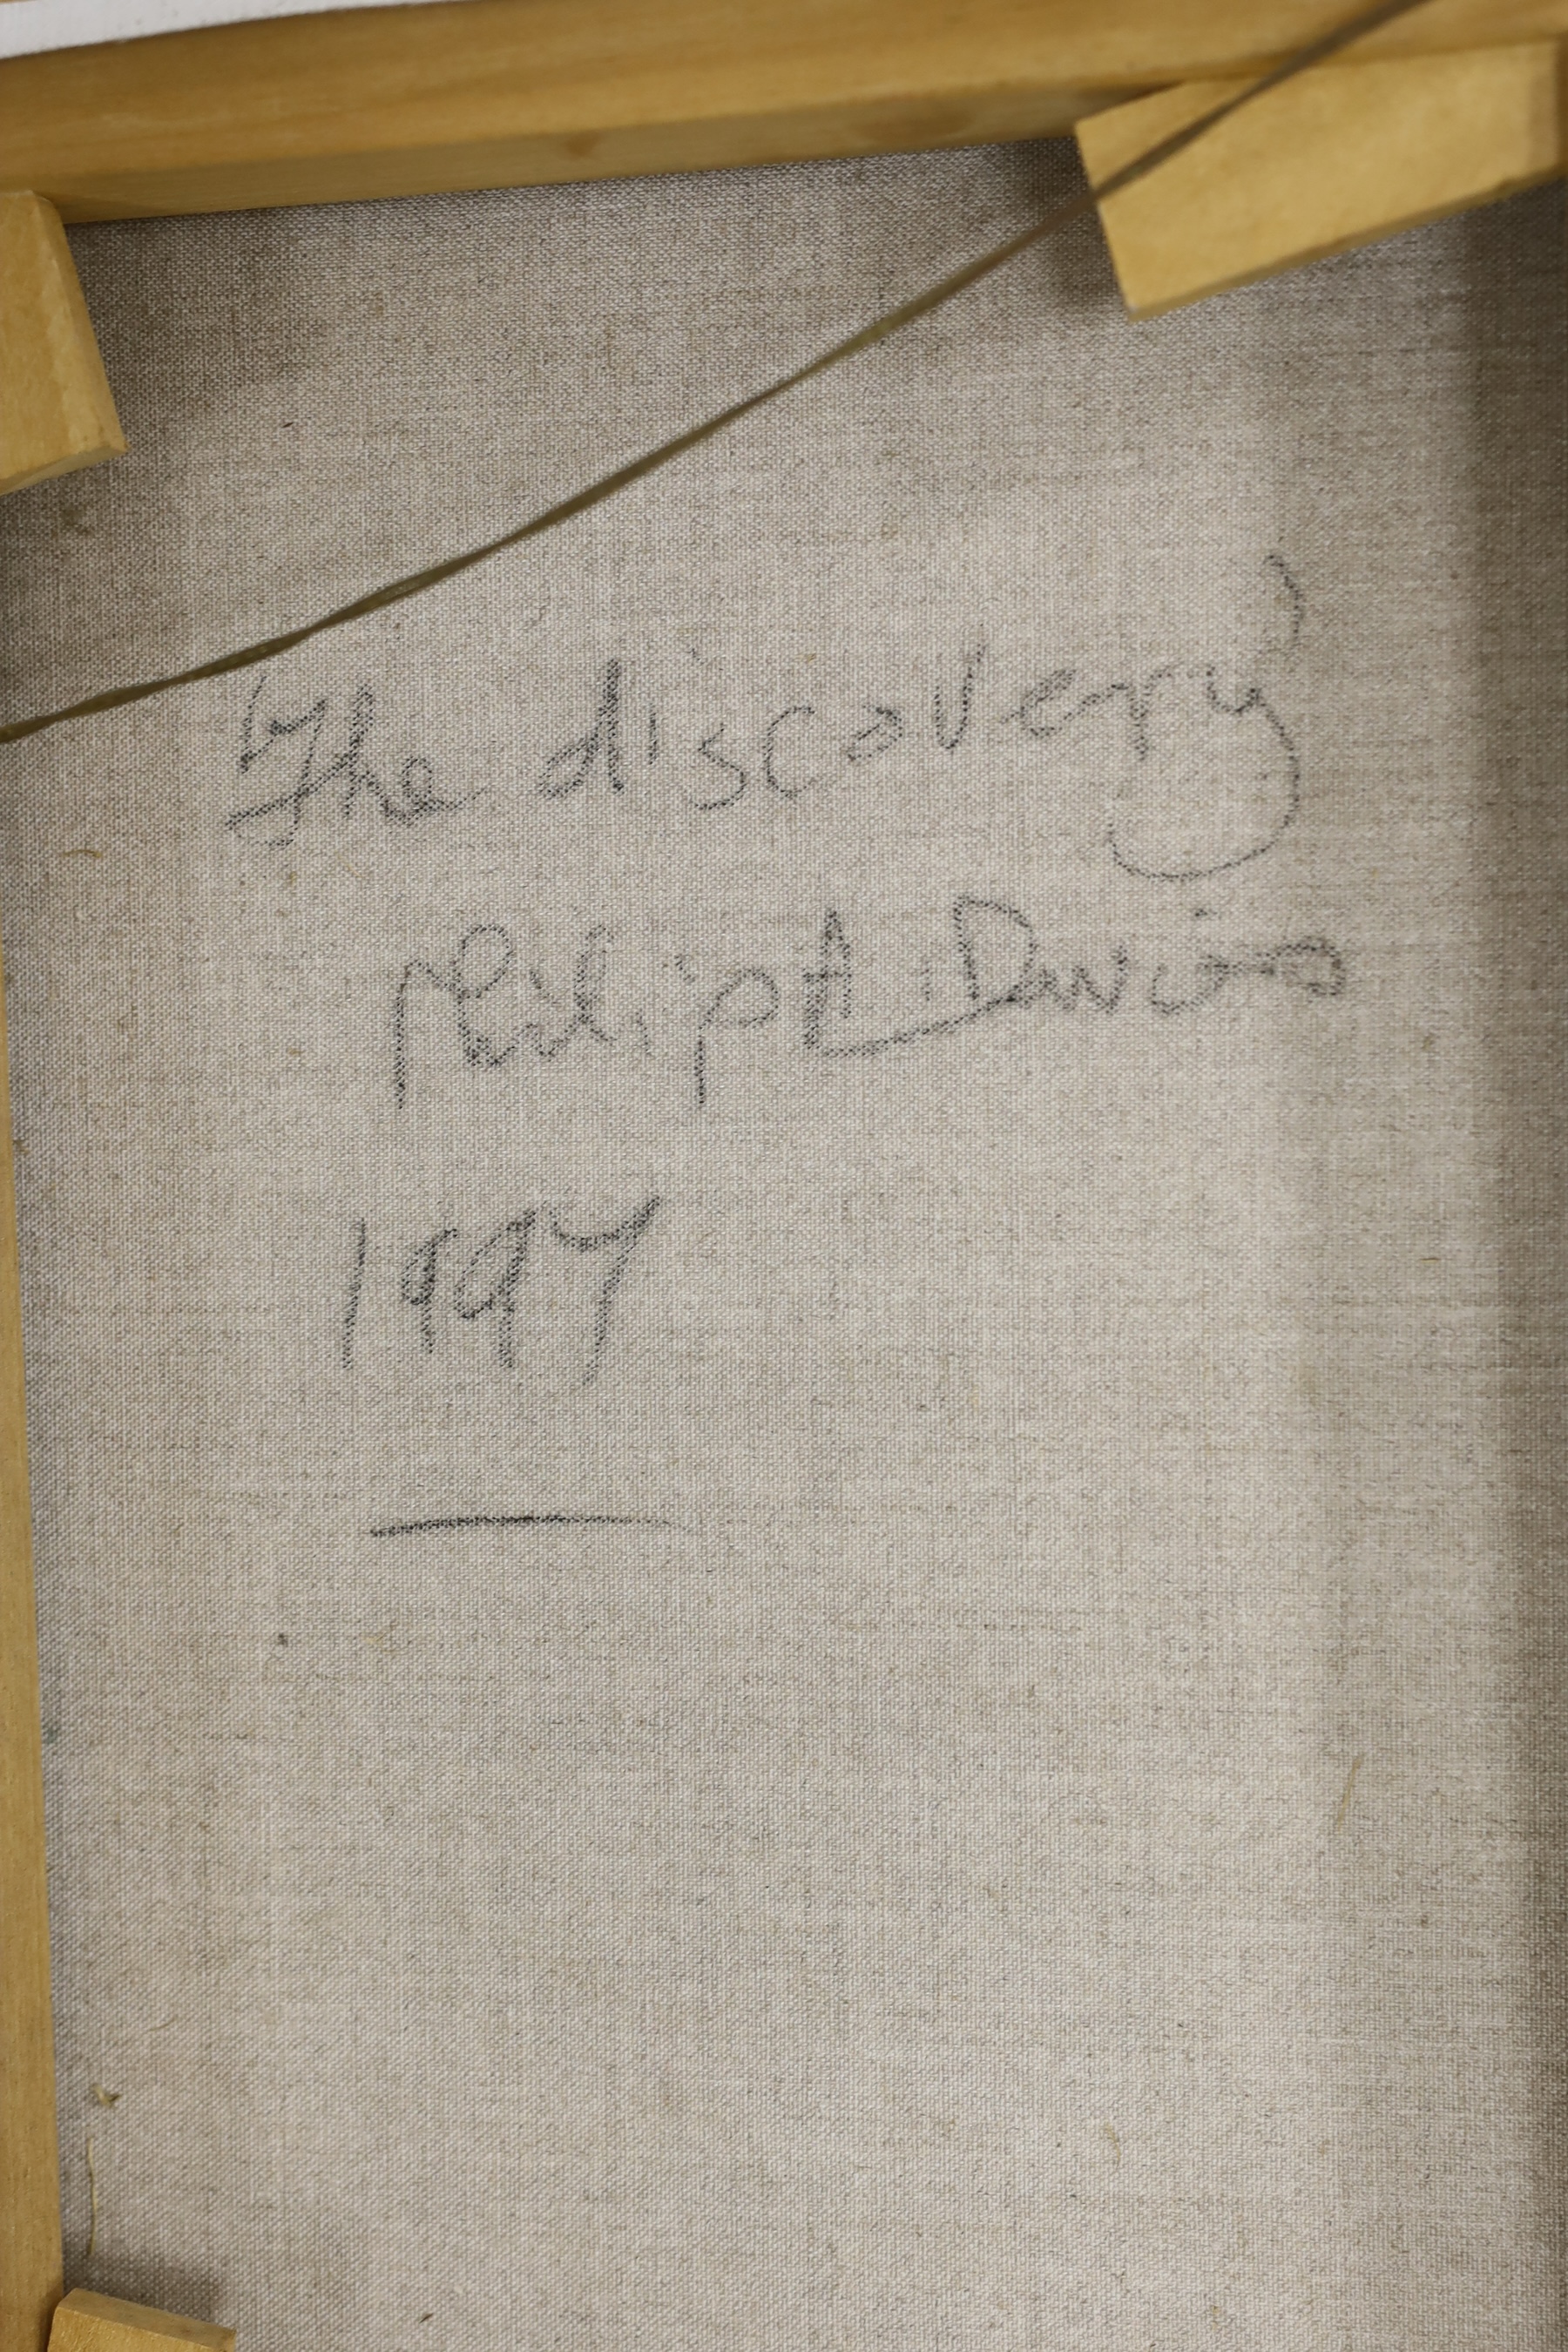 'The discovery'
Philip A Davies
1997